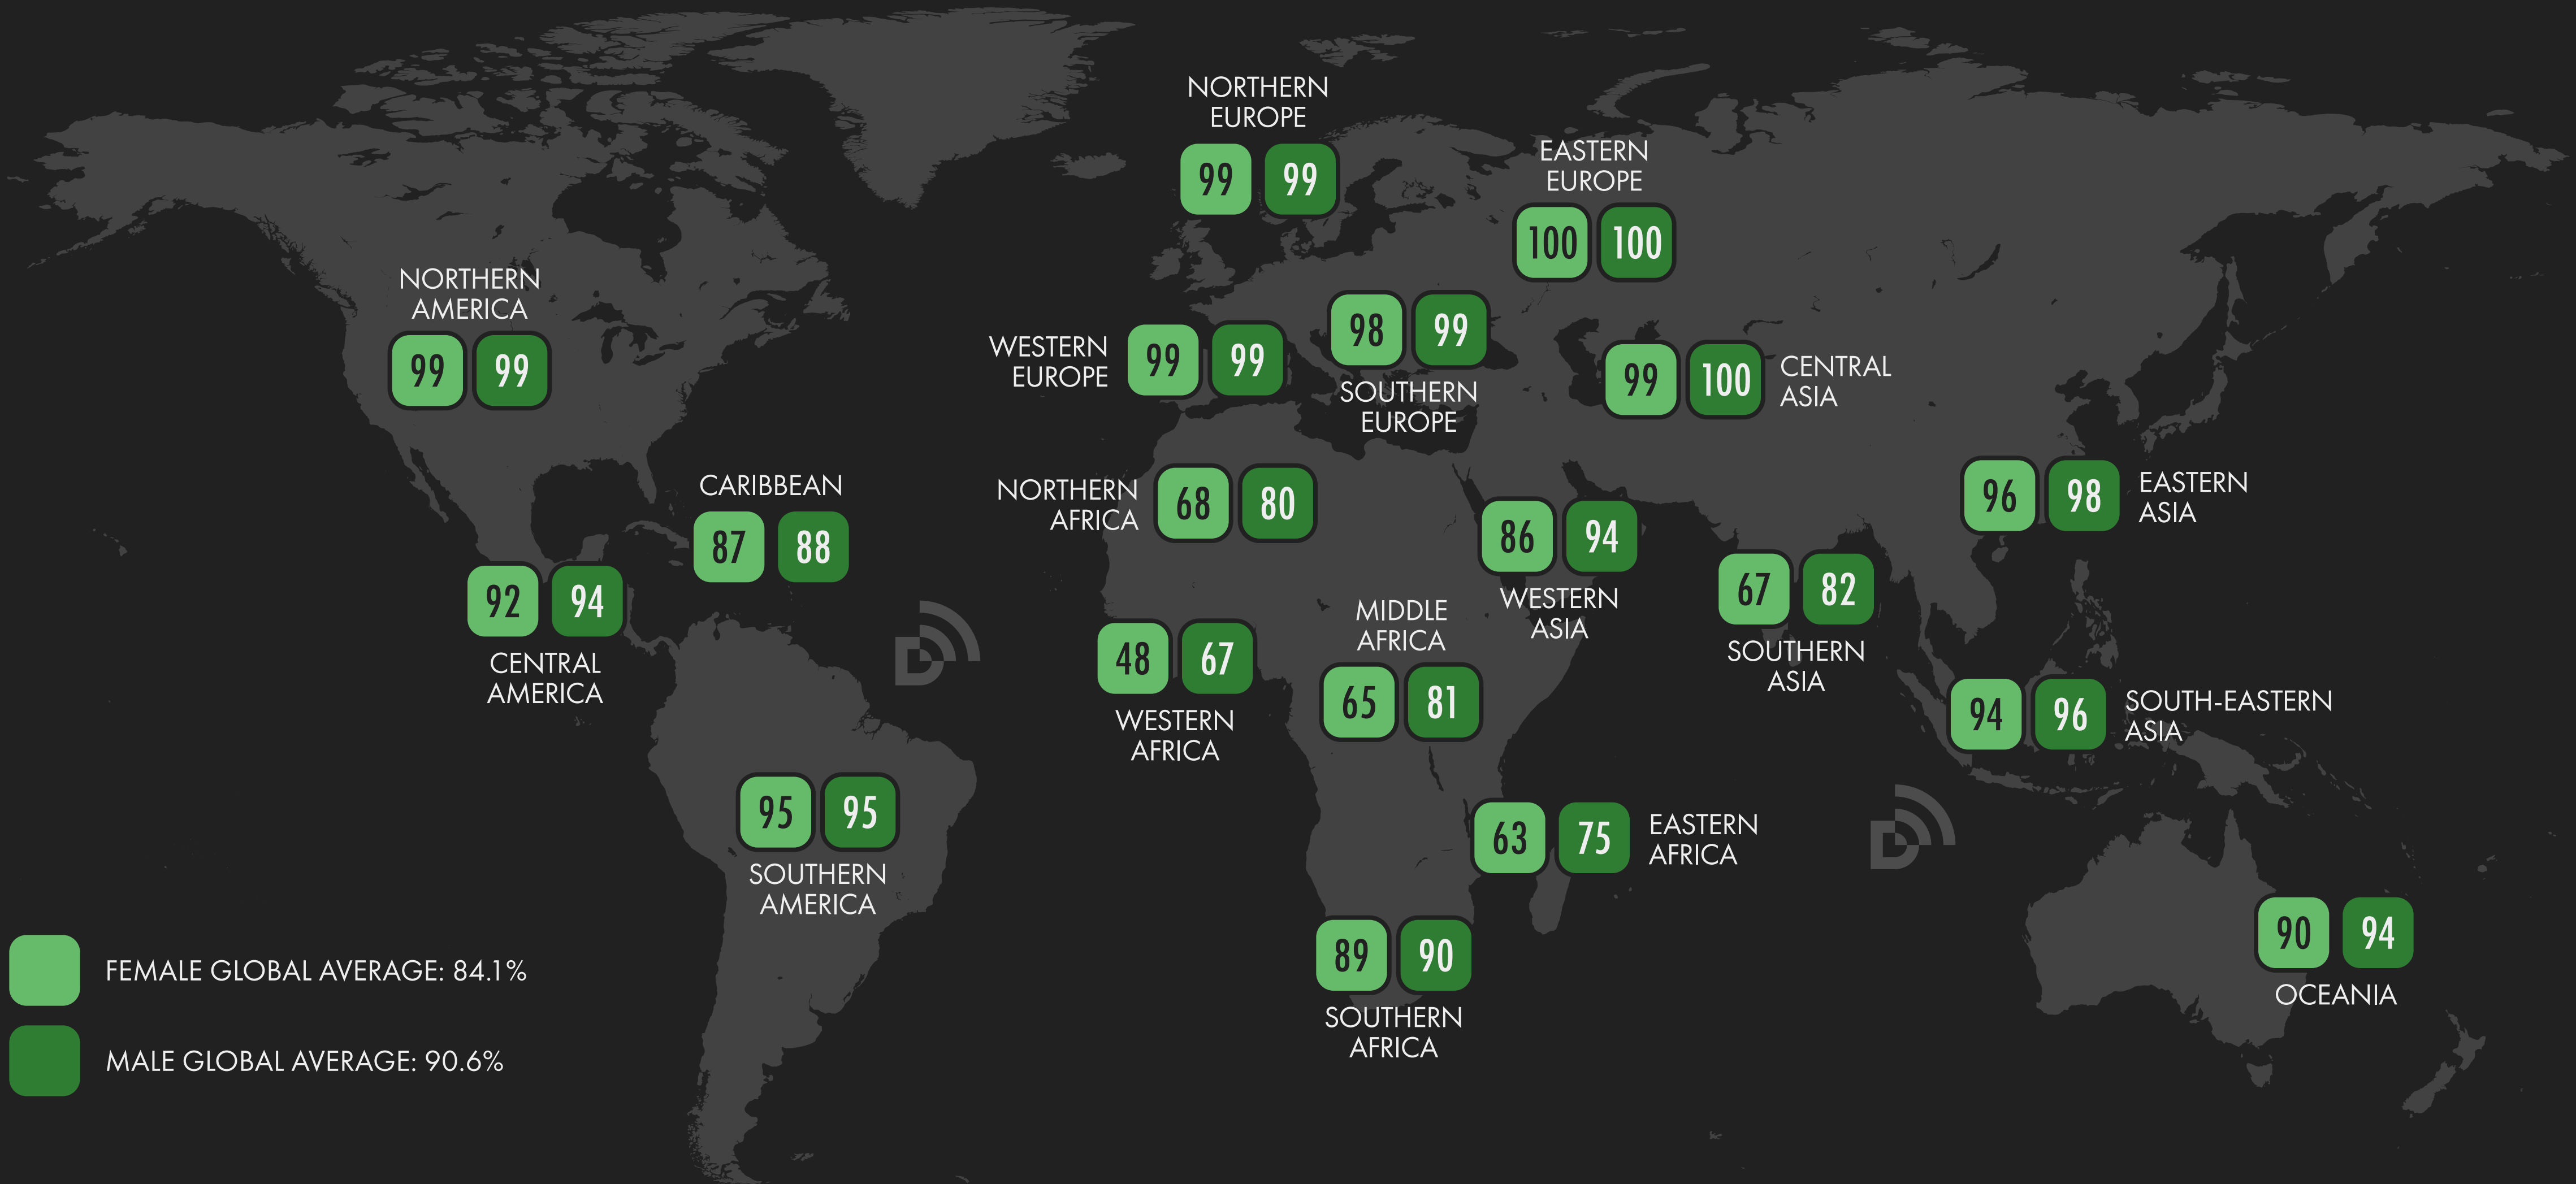 NORTHERN
EUROPE
99 99
EASTERN
EUROPE
100 100
NORTHERN
AMERICA
99 99
WESTERN
EUROPE
99 99
98 99
SOUTHERN
EUROPE
99 100
CENTRAL
ASIA
CARIBBEAN
87 88
NORTHERN
AFRICA
68 80
86 94
WESTERN
ASIA
96 98
EASTERN
ASIA
92 94
CENTRAL
AMERICA
67 82
SOUTHERN
ASIA
48 67
WESTERN
AFRICA
MIDDLE
AFRICA
65 81
94 96
SOUTH-EASTERN
ASIA
95 95
SOUTHERN
AMERICA
63 75
EASTERN
AFRICA
89 90
SOUTHERN
AFRICA
90 94
OCEANIA
FEMALE GLOBAL AVERAGE: 84.1%
MALE GLOBAL AVERAGE: 90.6%